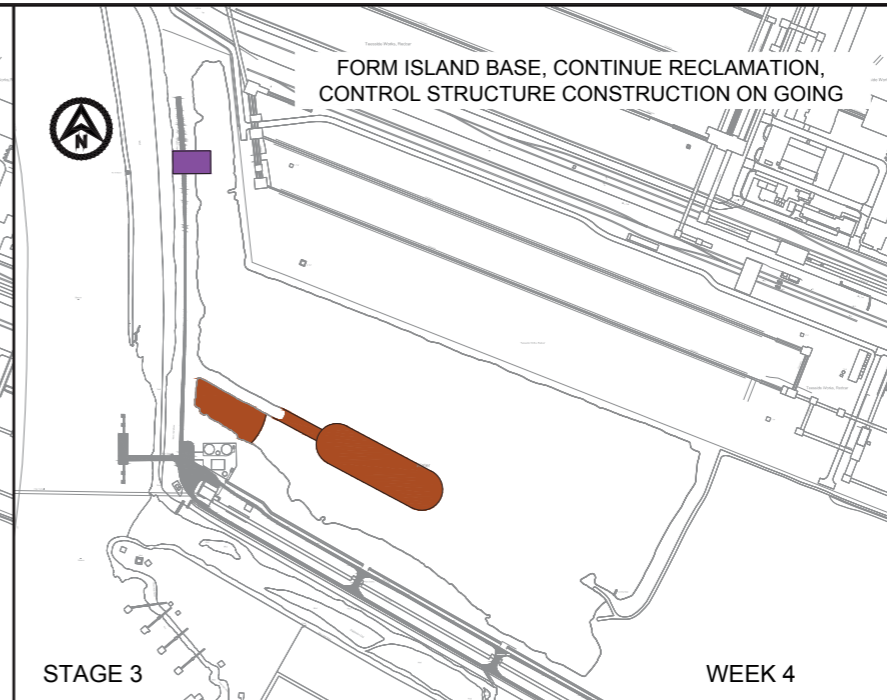 FORM ISLAND BASE, CONTINUE RECLAMATION,
CONTROL STRUCTURE CONSTRUCTION ON GOING
N
STAGE 3
WEEK 4